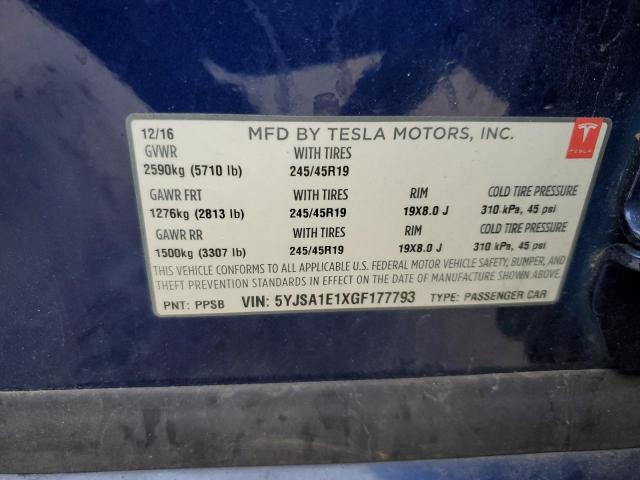 12/16 MFD BY TESLA MOTORS, INC.
TESLA
GVWR WITH TIRES
2590kg (5710 lb) 245/45R19
GAWR FRT WITH TIRES RIM COLD TIRE PRESSURE
1276kg (2813 lb) 245/45R19 19X8.0 J 310 kPa, 45 psi
GAWR RR WITH TIRES RIM COLD TIRE PRESSURE
1500kg (3307 lb) 245/45R19 19X8.0 J 310 kPa, 45 psi
THIS VEHICLE CONFORMS TO ALL APPLICABLE U.S. FEDERAL MOTOR VEHICLE SAFETY, BUMPER, AND
THEFT PREVENTION STANDARDS IN EFFECT ON THE DATE OF MANUFACTURE SHOWN ABOVE.
PNT: PPSB VIN: 5YJSA1E1XGF177793 TYPE: PASSENGER CAR